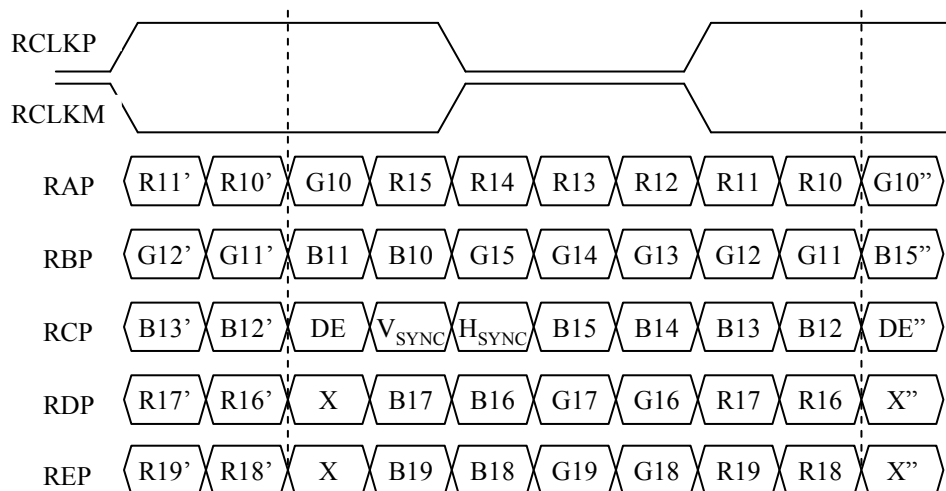 RCLKP
RCLKM
RAP R11’ R10’ G10 R15 R14 R13 R12 R11 R10 G10”
RBP G12’ G11’ B11 B10 G15 G14 G13 G12 G11 B15”
RCP B13’ B12’ DE VSYNC HSYNC B15 B14 B13 B12 DE”
RDP R17’ R16’ X B17 B16 G17 G16 R17 R16 X”
REP R19’ R18’ X B19 B18 G19 G18 R19 R18 X”